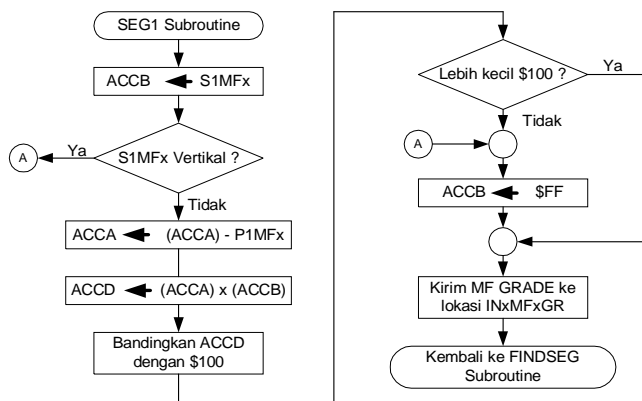 SEG1 Subroutine
ACCB S1MFx
S1MFx Vertikal ?
Ya
A
Tidak
ACCA (ACCA) - P1MFx
ACCD (ACCA) x (ACCB)
Bandingkan ACCD
dengan $100
Lebih kecil $100 ?
Ya
Tidak
A
ACCB $FF
Kirim MF GRADE ke
lokasi INxMFxGR
Kembali ke FINDSEG
Subroutine